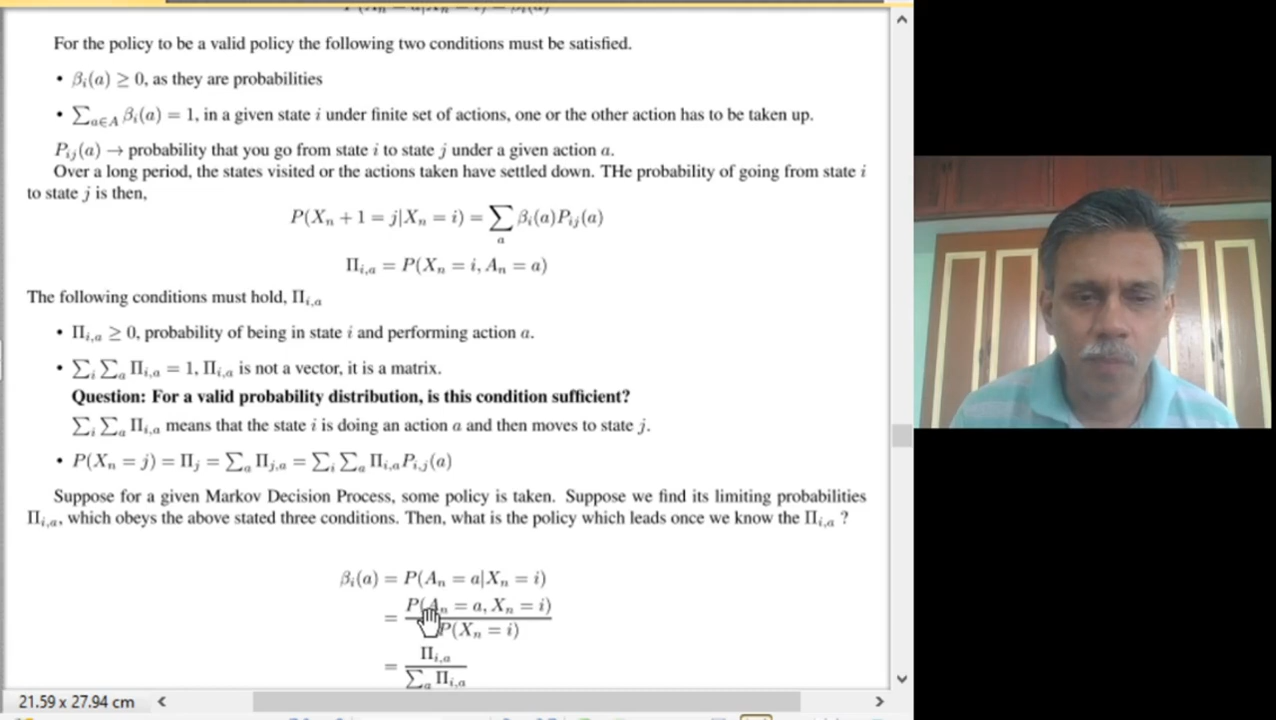 For the policy to be a valid policy the following two conditions must be satisfied.
• βi(a) ≥ 0, as they are probabilities
• ∑a∈A βi(a) = 1, in a given state i under finite set of actions, one or the other action has to be taken up.
Pij(a) → probability that you go from state i to state j under a given action a.
Over a long period, the states visited or the actions taken have settled down. THe probability of going from state i
to state j is then,
P(Xn + 1 = j|Xn = i) = ∑a βi(a)Pij(a)
Πi,a = P(Xn = i, An = a)
The following conditions must hold, Πi,a
• Πi,a ≥ 0, probability of being in state i and performing action a.
• ∑i ∑a Πi,a = 1, Πi,a is not a vector, it is a matrix.
Question: For a valid probability distribution, is this condition sufficient?
∑i ∑a Πi,a means that the state i is doing an action a and then moves to state j.
• P(Xn = j) = Πj = ∑a Πj,a = ∑i ∑a Πi,aPi,j(a)
Suppose for a given Markov Decision Process, some policy is taken. Suppose we find its limiting probabilities
Πi,a, which obeys the above stated three conditions. Then, what is the policy which leads once we know the Πi,a ?
βi(a) = P(An = a|Xn = i)
= P(An = a, Xn = i)
P(Xn = i)
= Πi,a
∑a Πi,a
21.59 x 27.94 cm